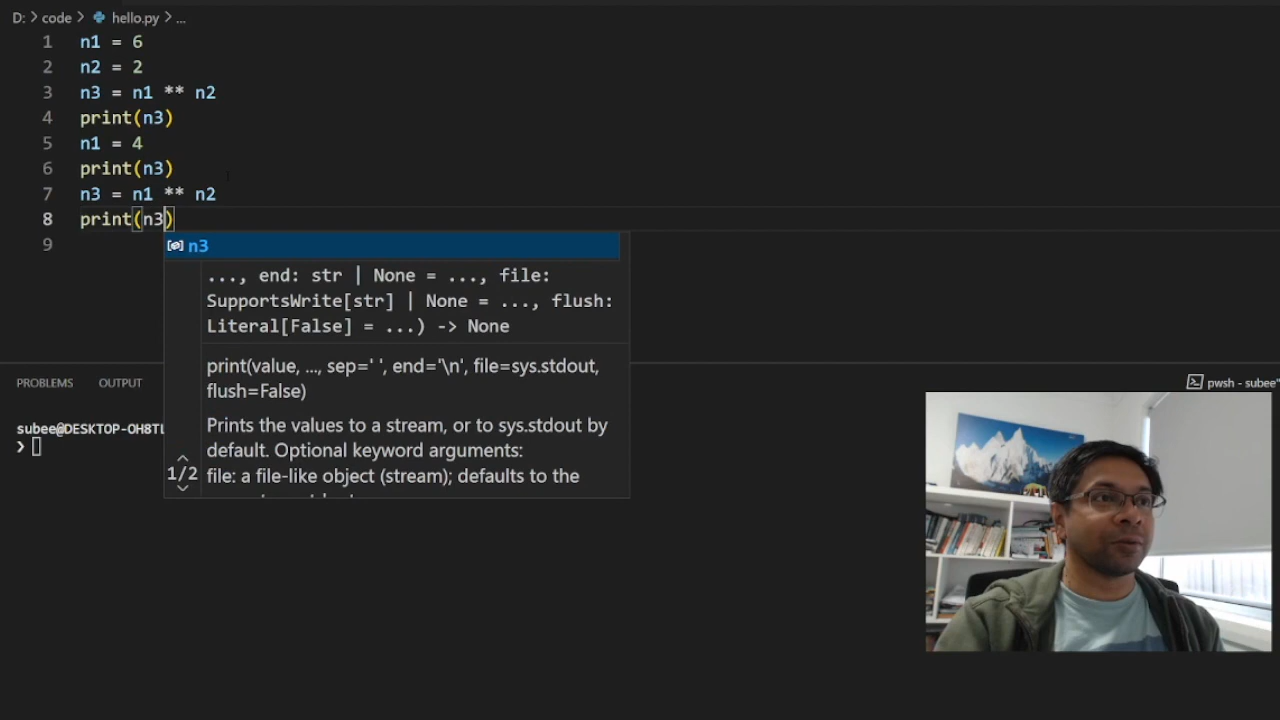 D: > code > hello.py > ...
1 n1 = 6
2 n2 = 2
3 n3 = n1 ** n2
4 print(n3)
5 n1 = 4
6 print(n3)
7 n3 = n1 ** n2
8 print(n3)
9
n3
..., end: str | None = ..., file:
SupportsWrite[str] | None = ..., flush:
Literal[False] = ...) -> None
print(value, ..., sep=' ', end='\n', file=sys.stdout,
flush=False)
Prints the values to a stream, or to sys.stdout by
default. Optional keyword arguments:
1/2
file: a file-like object (stream); defaults to the
PROBLEMS OUTPUT
pwsh - subee
subee@DESKTOP-OH8TL
❯